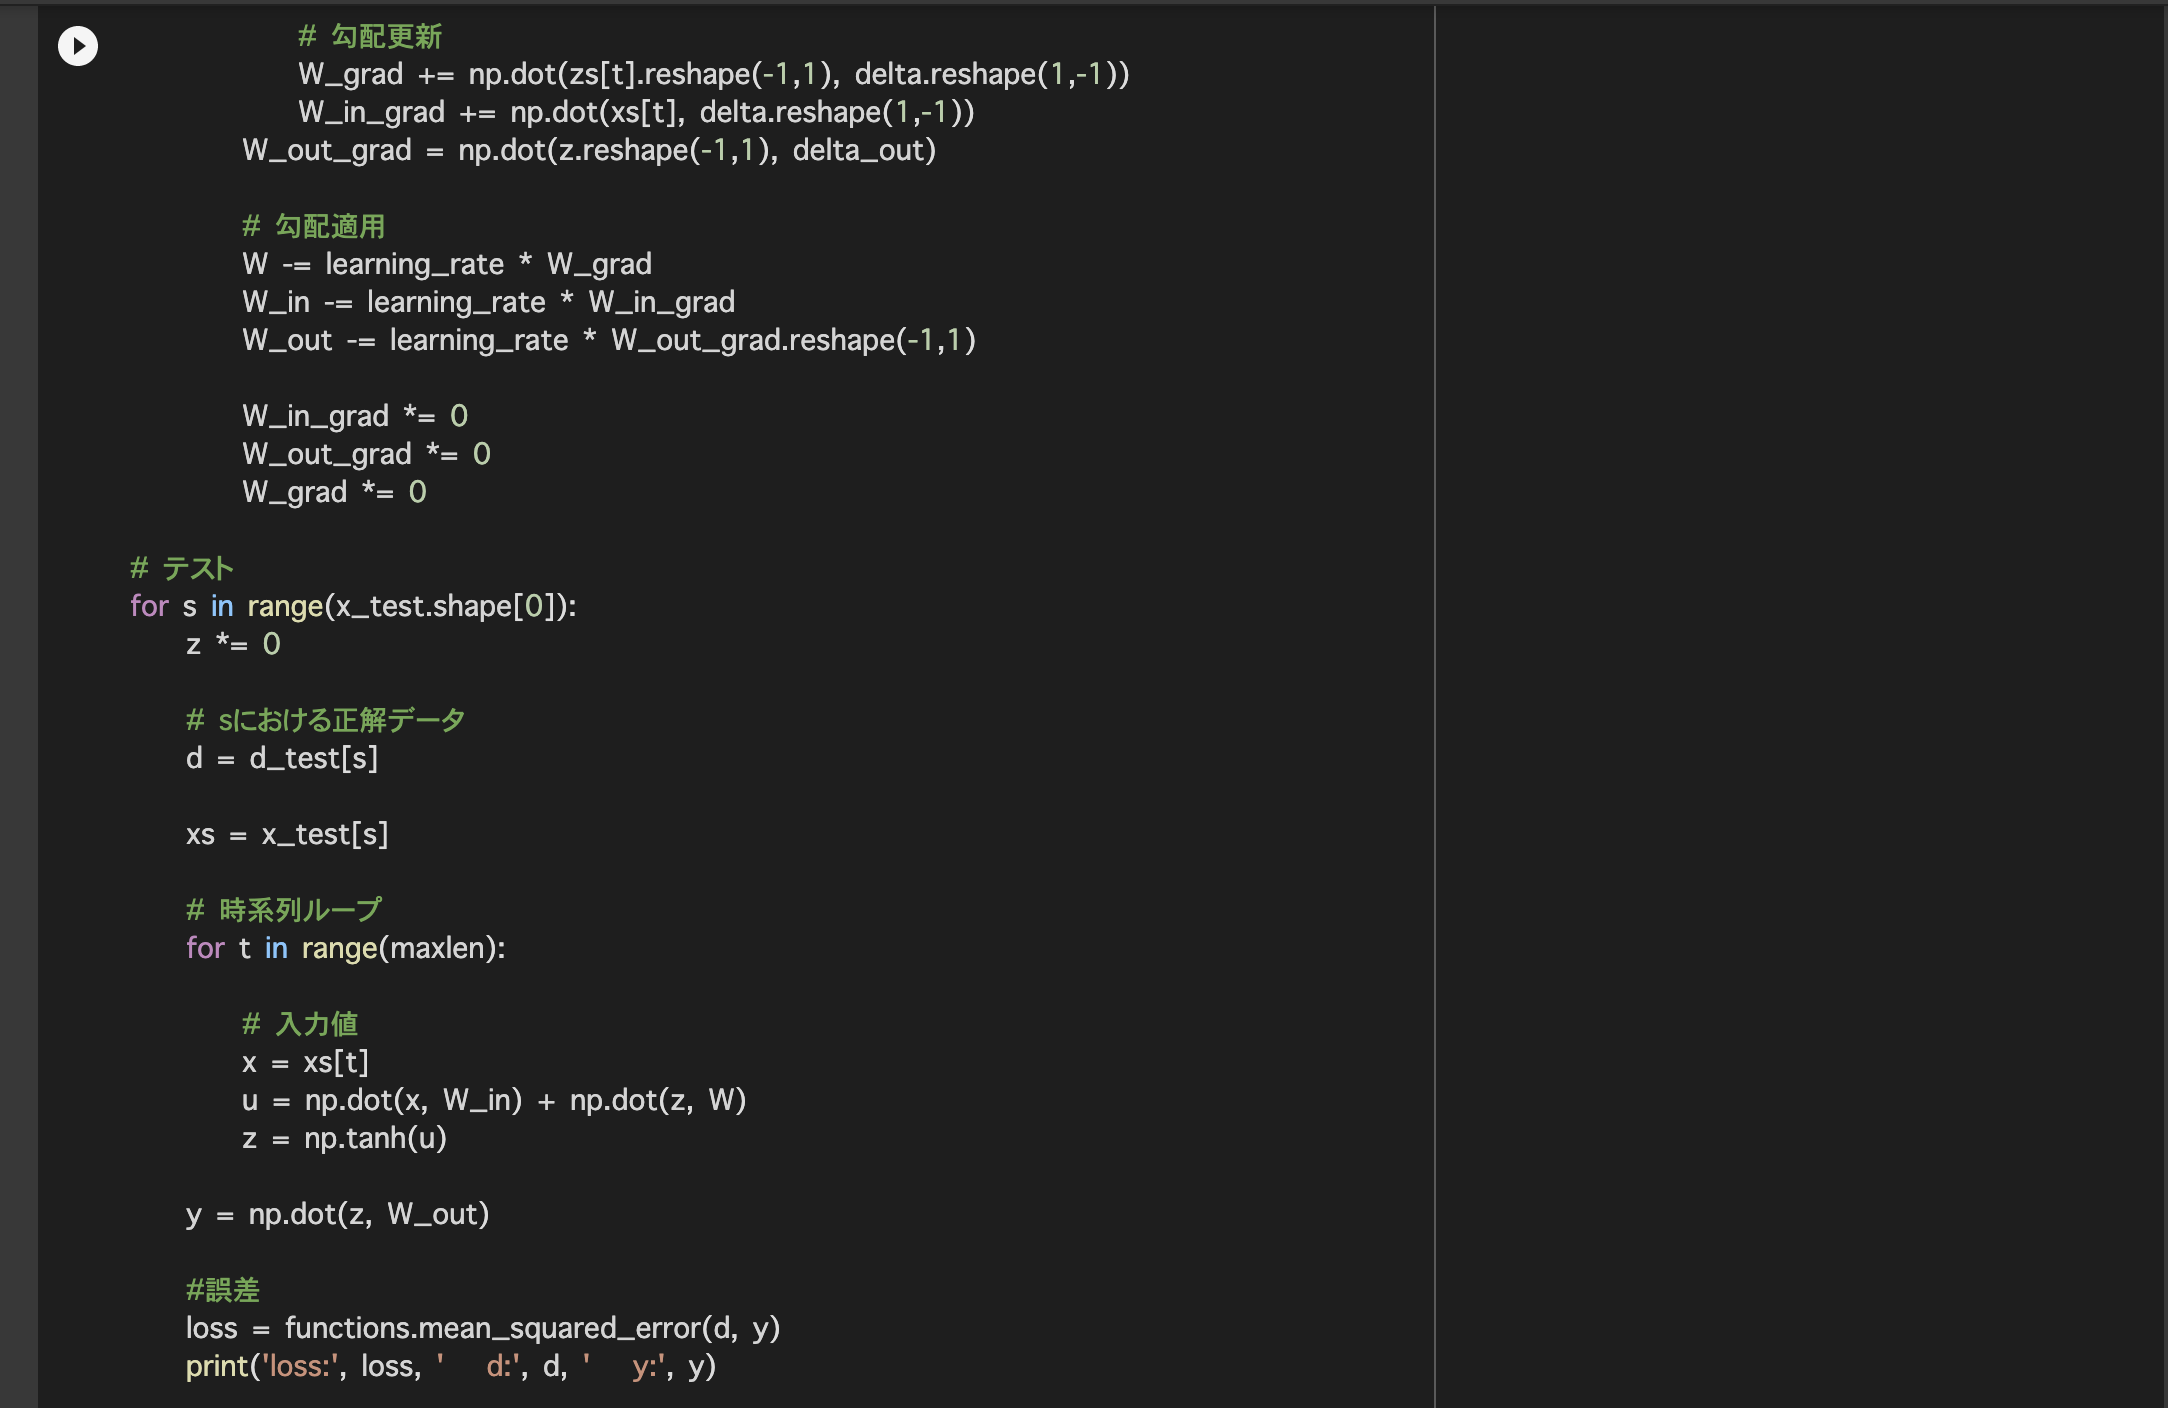 # 勾配更新
W_grad += np.dot(zs[t].reshape(-1,1), delta.reshape(1,-1))
W_in_grad += np.dot(xs[t], delta.reshape(1,-1))
W_out_grad = np.dot(z.reshape(-1,1), delta_out)
# 勾配適用
W -= learning_rate * W_grad
W_in -= learning_rate * W_in_grad
W_out -= learning_rate * W_out_grad.reshape(-1,1)
W_in_grad *= 0
W_out_grad *= 0
W_grad *= 0
# テスト
for s in range(x_test.shape[0]):
z *= 0
# sにおける正解データ
d = d_test[s]
xs = x_test[s]
# 時系列ループ
for t in range(maxlen):
# 入力値
x = xs[t]
u = np.dot(x, W_in) + np.dot(z, W)
z = np.tanh(u)
y = np.dot(z, W_out)
#誤差
loss = functions.mean_squared_error(d, y)
print('loss:', loss, '   d:', d, '   y:', y)